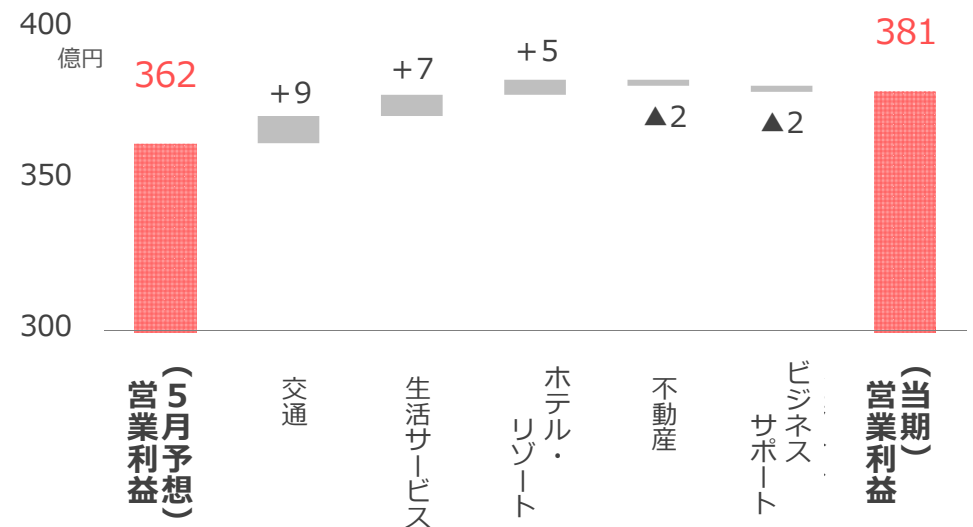 400
億円
350
300
362
+9
+7
+5
▲2
▲2
381
(5月予想)
営業利益
交通
生活サービス
ホテル・
リゾート
不動産
ビジネス
サポート
(当期)
営業利益